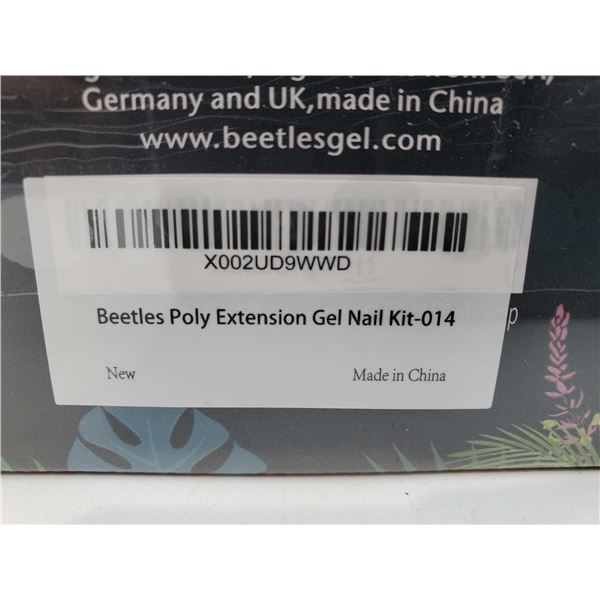 Germany and UK,made in China
www.beetlesgel.com
X002UD9WWD
Beetles Poly Extension Gel Nail Kit-014
New
Made in China